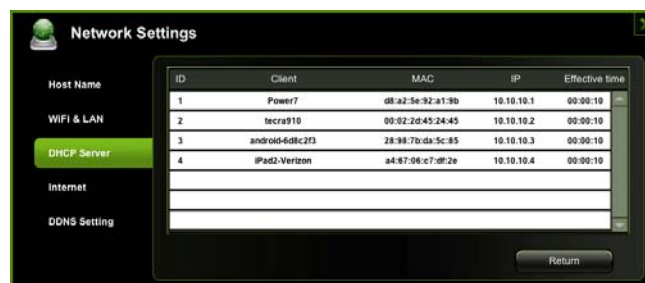 Network Settings
Host Name
WiFi & LAN
DHCP Server
Internet
DDNS Setting
ID Client MAC IP Effective time
1 Power7 d8:a2:5e:92:a1:9b 10.10.10.1 00:00:10
2 tecra910 00:02:2d:45:24:45 10.10.10.2 00:00:10
3 android-6d8c2f3 28:98:7b:da:5c:85 10.10.10.3 00:00:10
4 iPad2-Verizon a4:67:06:c7:df:2e 10.10.10.4 00:00:10
Return